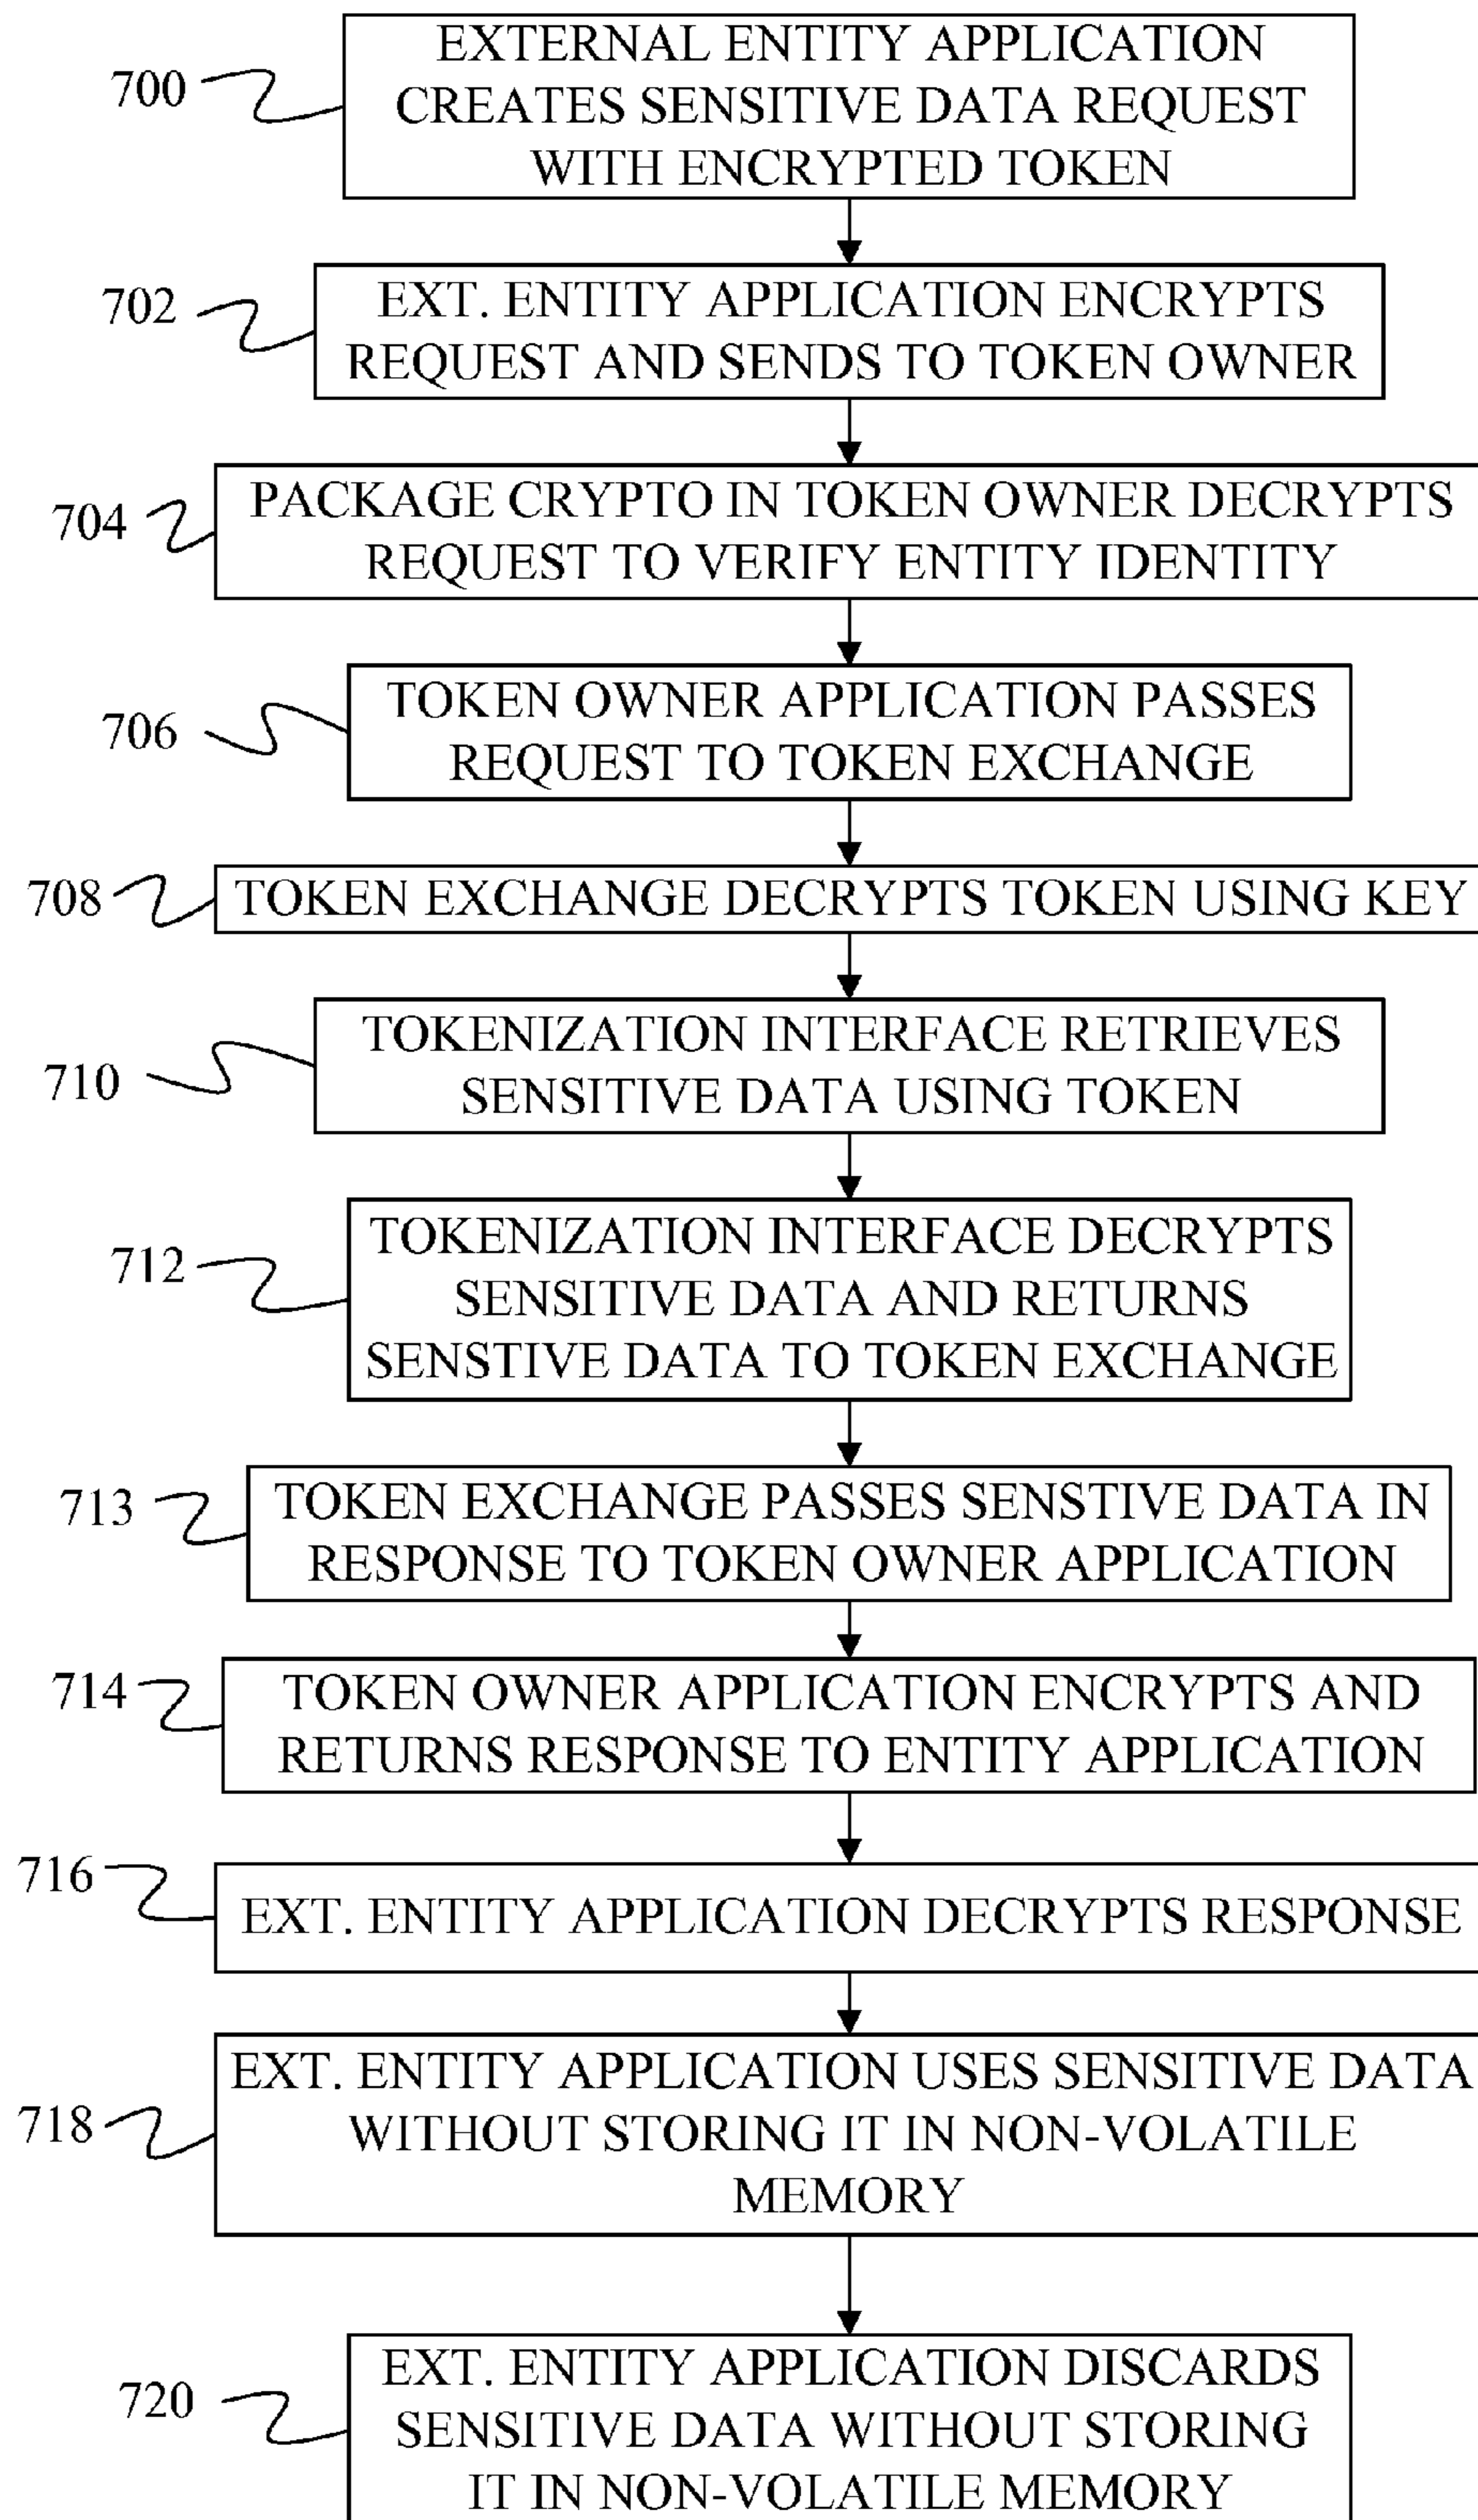 700
EXTERNAL ENTITY APPLICATION
CREATES SENSITIVE DATA REQUEST
WITH ENCRYPTED TOKEN
702
EXT. ENTITY APPLICATION ENCRYPTS
REQUEST AND SENDS TO TOKEN OWNER
704
PACKAGE CRYPTO IN TOKEN OWNER DECRYPTS
REQUEST TO VERIFY ENTITY IDENTITY
706
TOKEN OWNER APPLICATION PASSES
REQUEST TO TOKEN EXCHANGE
708
TOKEN EXCHANGE DECRYPTS TOKEN USING KEY
710
TOKENIZATION INTERFACE RETRIEVES
SENSITIVE DATA USING TOKEN
712
TOKENIZATION INTERFACE DECRYPTS
SENSITIVE DATA AND RETURNS
SENSTIVE DATA TO TOKEN EXCHANGE
713
TOKEN EXCHANGE PASSES SENSTIVE DATA IN
RESPONSE TO TOKEN OWNER APPLICATION
714
TOKEN OWNER APPLICATION ENCRYPTS AND
RETURNS RESPONSE TO ENTITY APPLICATION
716
EXT. ENTITY APPLICATION DECRYPTS RESPONSE
718
EXT. ENTITY APPLICATION USES SENSITIVE DATA
WITHOUT STORING IT IN NON-VOLATILE
MEMORY
720
EXT. ENTITY APPLICATION DISCARDS
SENSITIVE DATA WITHOUT STORING
IT IN NON-VOLATILE MEMORY